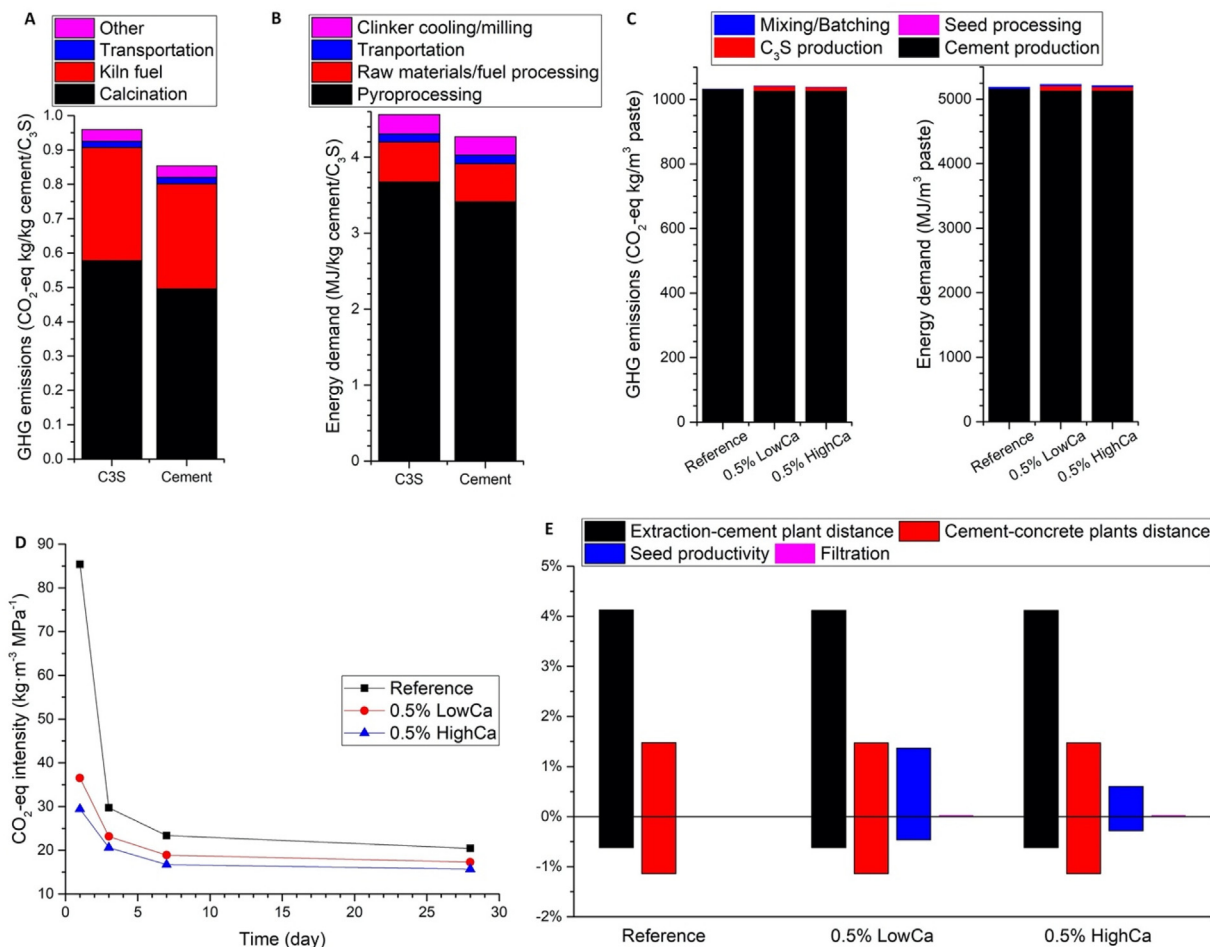 A
Other
Transportation
Kiln fuel
Calcination
GHG emissions (CO₂-eq kg/kg cement/C₃S)
1.0
0.9
0.8
0.7
0.6
0.5
0.4
0.3
0.2
0.1
0.0
C3S
Cement
B
Clinker cooling/milling
Tranportation
Raw materials/fuel processing
Pyroprocessing
Energy demand (MJ/kg cement/C₃S)
4
3
2
1
0
C3S
Cement
C
Mixing/Batching
Seed processing
C₃S production
Cement production
GHG emissions (CO₂-eq kg/m³ paste)
1000
800
600
400
200
0
Reference
0.5% LowCa
0.5% HighCa
Energy demand (MJ/m³ paste)
5000
4000
3000
2000
1000
0
Reference
0.5% LowCa
0.5% HighCa
D
CO₂-eq intensity (kg·m⁻³ MPa⁻¹)
90
80
70
60
50
40
30
20
10
Reference
0.5% LowCa
0.5% HighCa
0 5 10 15 20 25 30
Time (day)
E
Extraction-cement plant distance
Cement-concrete plants distance
Seed productivity
Filtration
5%
4%
3%
2%
1%
0%
-1%
-2%
Reference
0.5% LowCa
0.5% HighCa